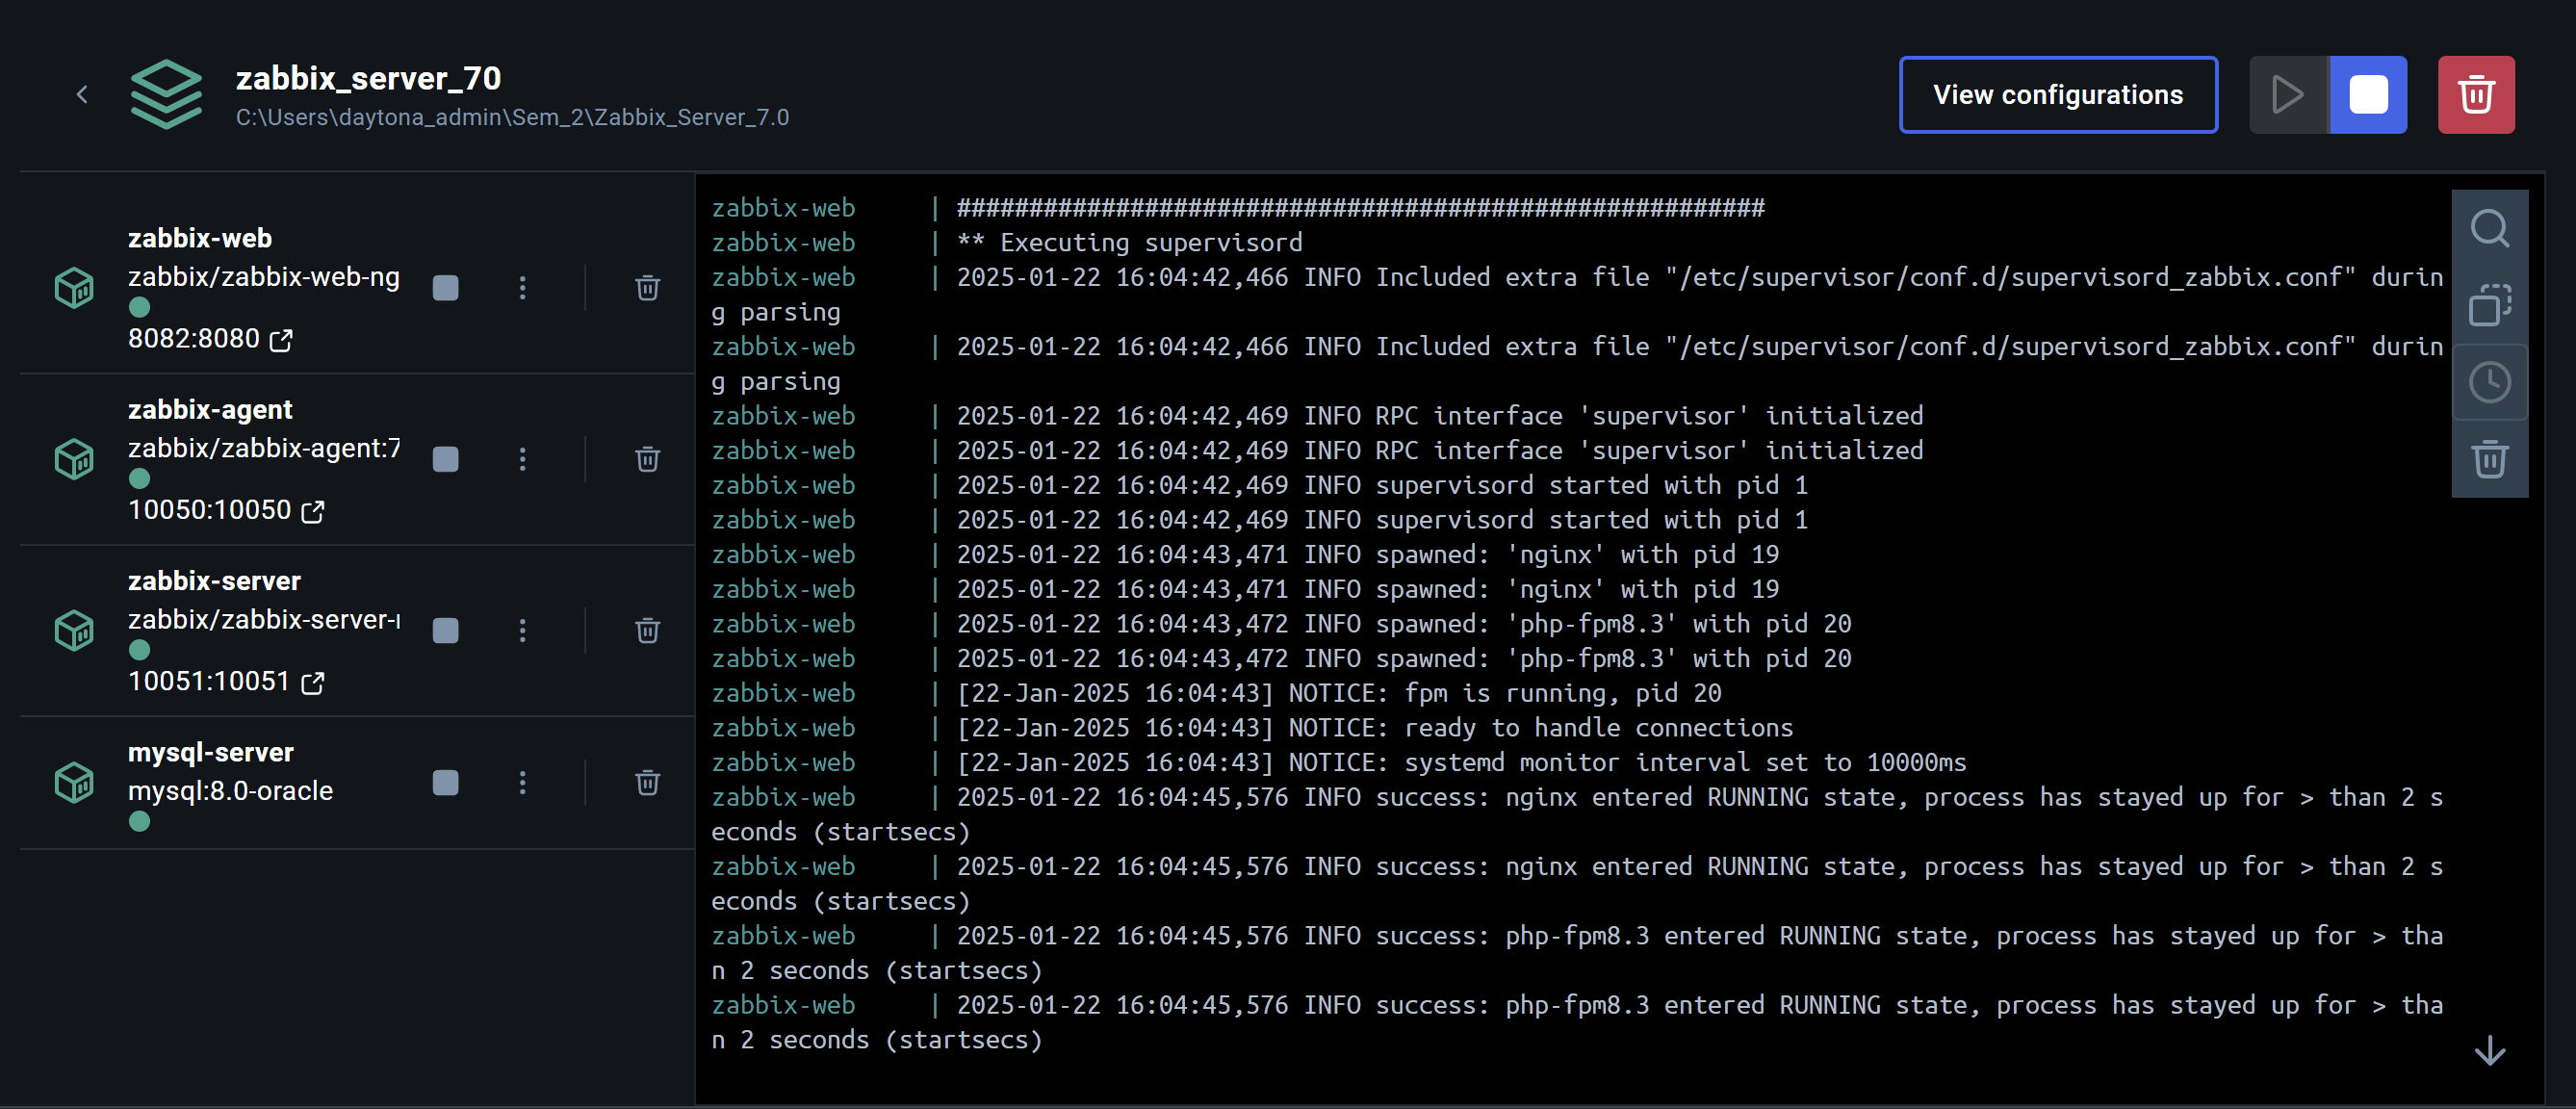 zabbix_server_70
C:\Users\daytona_admin\Sem_2\Zabbix_Server_7.0
View configurations
zabbix-web
zabbix/zabbix-web-ng
8082:8080
zabbix-agent
zabbix/zabbix-agent:7
10050:10050
zabbix-server
zabbix/zabbix-server-
10051:10051
mysql-server
mysql:8.0-oracle
zabbix-web | ########################################################
zabbix-web | ** Executing supervisord
zabbix-web | 2025-01-22 16:04:42,466 INFO Included extra file "/etc/supervisor/conf.d/supervisord_zabbix.conf" durin
g parsing
zabbix-web | 2025-01-22 16:04:42,466 INFO Included extra file "/etc/supervisor/conf.d/supervisord_zabbix.conf" durin
g parsing
zabbix-web | 2025-01-22 16:04:42,469 INFO RPC interface 'supervisor' initialized
zabbix-web | 2025-01-22 16:04:42,469 INFO RPC interface 'supervisor' initialized
zabbix-web | 2025-01-22 16:04:42,469 INFO supervisord started with pid 1
zabbix-web | 2025-01-22 16:04:42,469 INFO supervisord started with pid 1
zabbix-web | 2025-01-22 16:04:43,471 INFO spawned: 'nginx' with pid 19
zabbix-web | 2025-01-22 16:04:43,471 INFO spawned: 'nginx' with pid 19
zabbix-web | 2025-01-22 16:04:43,472 INFO spawned: 'php-fpm8.3' with pid 20
zabbix-web | 2025-01-22 16:04:43,472 INFO spawned: 'php-fpm8.3' with pid 20
zabbix-web | [22-Jan-2025 16:04:43] NOTICE: fpm is running, pid 20
zabbix-web | [22-Jan-2025 16:04:43] NOTICE: ready to handle connections
zabbix-web | [22-Jan-2025 16:04:43] NOTICE: systemd monitor interval set to 10000ms
zabbix-web | 2025-01-22 16:04:45,576 INFO success: nginx entered RUNNING state, process has stayed up for > than 2 s
econds (startsecs)
zabbix-web | 2025-01-22 16:04:45,576 INFO success: nginx entered RUNNING state, process has stayed up for > than 2 s
econds (startsecs)
zabbix-web | 2025-01-22 16:04:45,576 INFO success: php-fpm8.3 entered RUNNING state, process has stayed up for > tha
n 2 seconds (startsecs)
zabbix-web | 2025-01-22 16:04:45,576 INFO success: php-fpm8.3 entered RUNNING state, process has stayed up for > tha
n 2 seconds (startsecs)